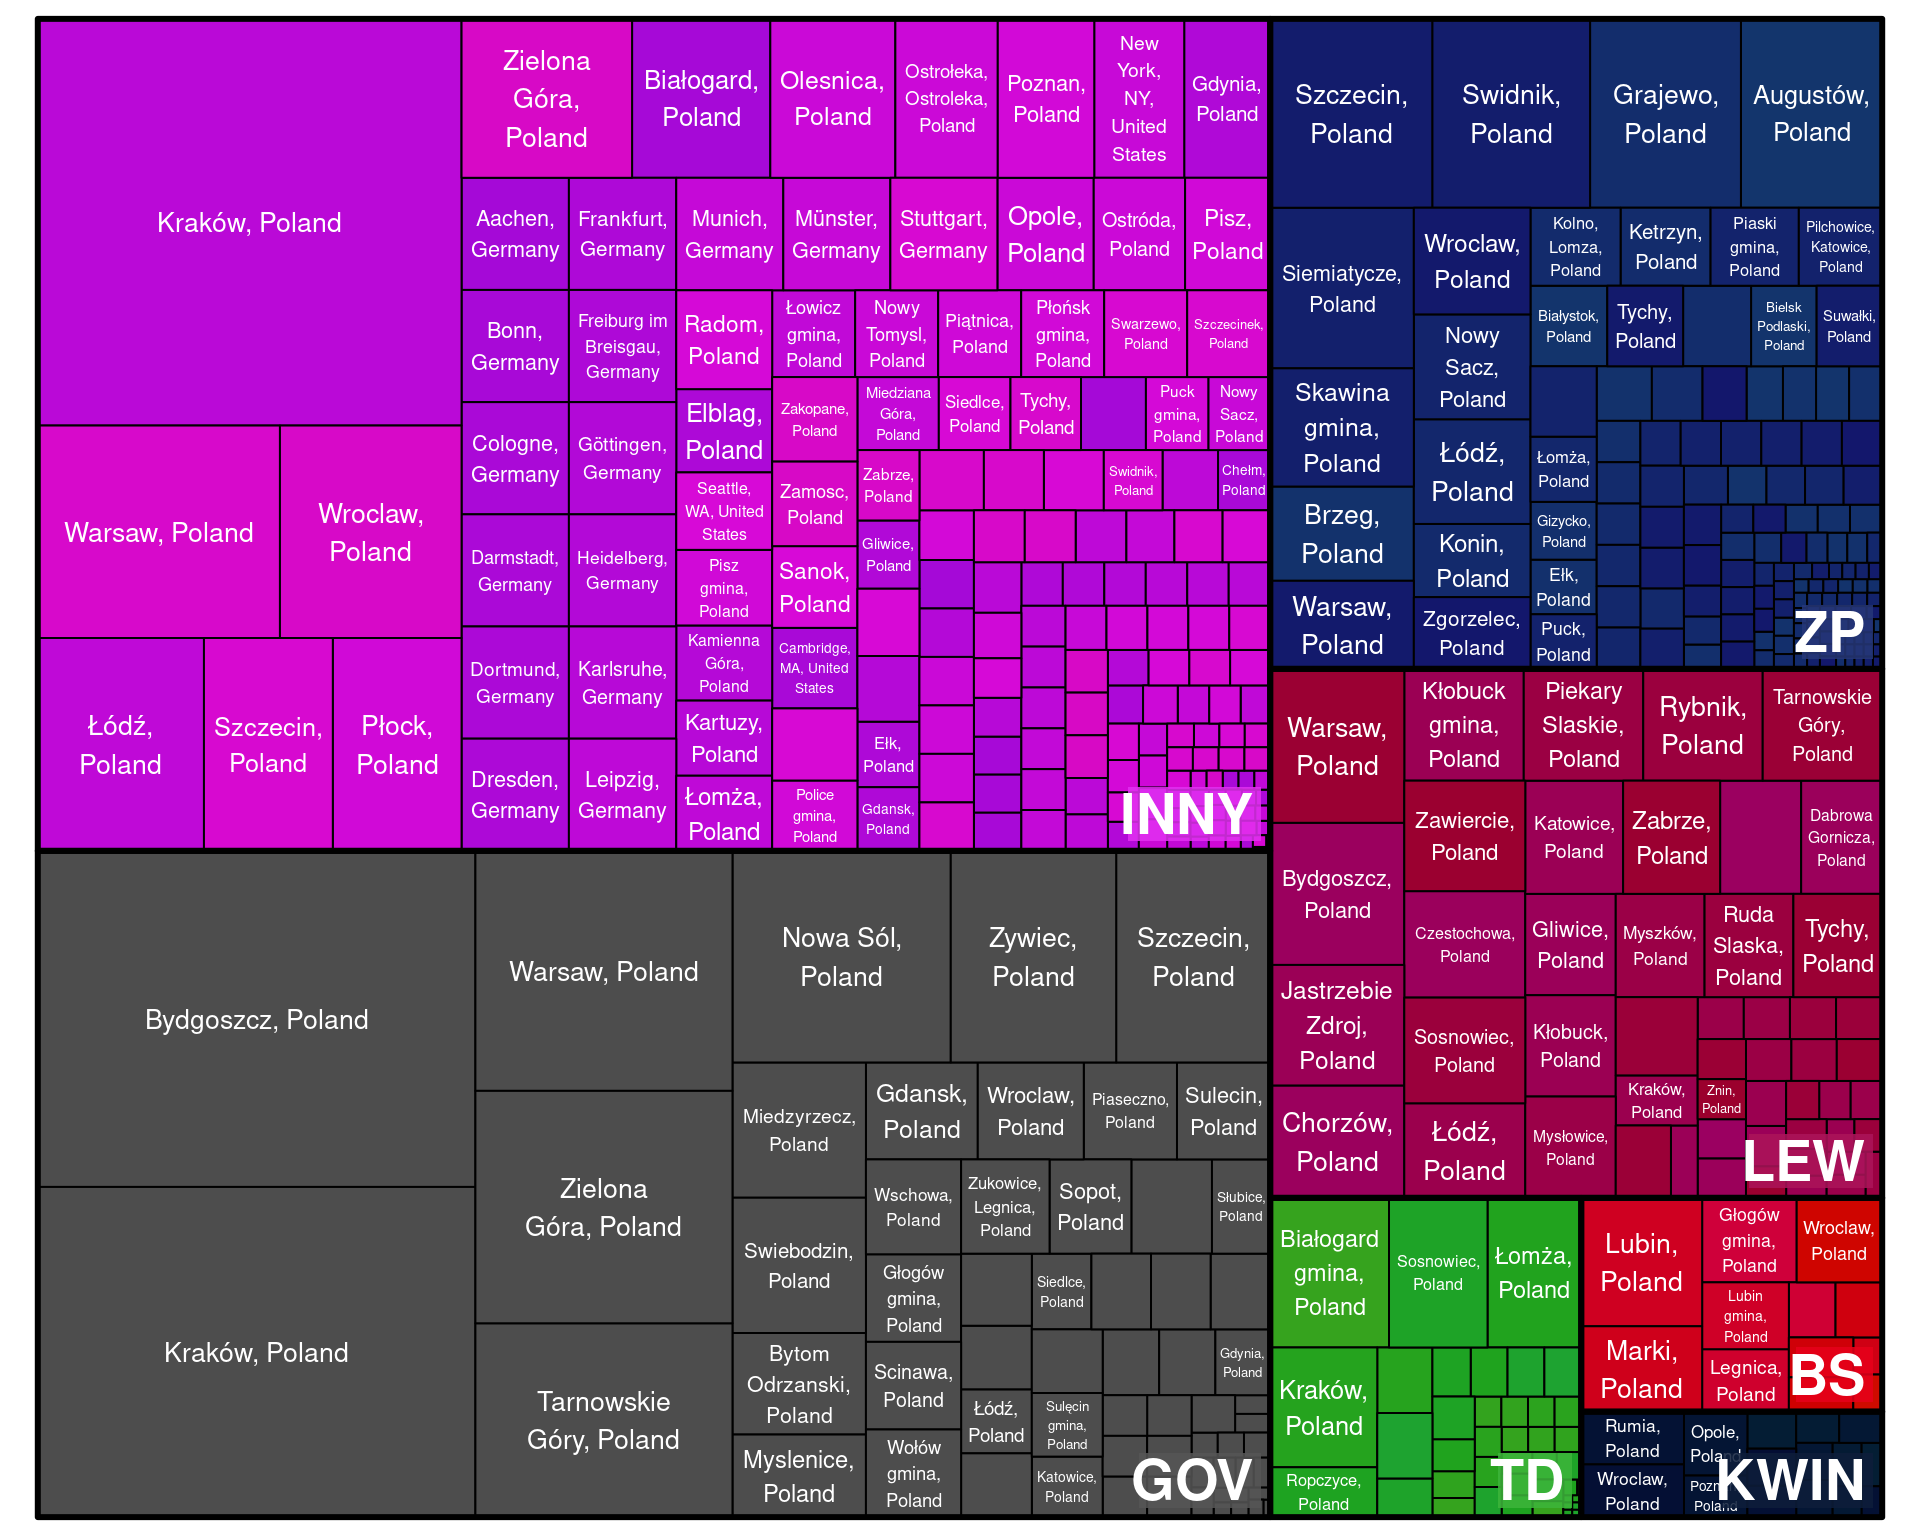 Kraków, Poland
Warsaw, Poland
Wroclaw,
Poland
Łódź,
Poland
Szczecin,
Poland
Płock,
Poland
Zielona
Góra,
Poland
Białogard,
Poland
Olesnica,
Poland
Ostrołeka,
Ostroleka,
Poland
Poznan,
Poland
New
York,
NY,
United
States
Gdynia,
Poland
Aachen,
Germany
Frankfurt,
Germany
Munich,
Germany
Münster,
Germany
Stuttgart,
Germany
Opole,
Poland
Ostróda,
Poland
Pisz,
Poland
Bonn,
Germany
Freiburg im
Breisgau,
Germany
Cologne,
Germany
Göttingen,
Germany
Darmstadt,
Germany
Heidelberg,
Germany
Dortmund,
Germany
Karlsruhe,
Germany
Dresden,
Germany
Leipzig,
Germany
Radom,
Poland
Elblag,
Poland
Seattle,
WA, United
States
Pisz
gmina,
Poland
Kamienna
Góra,
Poland
Kartuzy,
Poland
Łomża,
Poland
Łowicz
gmina,
Poland
Nowy
Tomysl,
Poland
Piątnica,
Poland
Płońsk
gmina,
Poland
Swarzewo,
Poland
Szczecinek,
Poland
Zakopane,
Poland
Zamosc,
Poland
Sanok,
Poland
Cambridge,
MA, United
States
Police
gmina,
Poland
Miedziana
Góra,
Poland
Siedlce,
Poland
Tychy,
Poland
Puck
gmina,
Poland
Nowy
Sacz,
Poland
Zabrze,
Poland
Gliwice,
Poland
Ełk,
Poland
Gdansk,
Poland
Swidnik,
Poland
Chełm,
Poland
INNY
Szczecin,
Poland
Swidnik,
Poland
Grajewo,
Poland
Augustów,
Poland
Siemiatycze,
Poland
Skawina
gmina,
Poland
Brzeg,
Poland
Warsaw,
Poland
Wroclaw,
Poland
Nowy
Sacz,
Poland
Łódź,
Poland
Konin,
Poland
Zgorzelec,
Poland
Kolno,
Lomza,
Poland
Ketrzyn,
Poland
Piaski
gmina,
Poland
Pilchowice,
Katowice,
Poland
Białystok,
Poland
Tychy,
Poland
Bielsk
Podlaski,
Poland
Suwałki,
Poland
Łomża,
Poland
Gizycko,
Poland
Ełk,
Poland
Puck,
Poland
ZP
Warsaw,
Poland
Bydgoszcz,
Poland
Jastrzebie
Zdroj,
Poland
Chorzów,
Poland
Kłobuck
gmina,
Poland
Piekary
Slaskie,
Poland
Rybnik,
Poland
Tarnowskie
Góry,
Poland
Zawiercie,
Poland
Czestochowa,
Poland
Sosnowiec,
Poland
Łódź,
Poland
Katowice,
Poland
Zabrze,
Poland
Dabrowa
Gornicza,
Poland
Gliwice,
Poland
Myszków,
Poland
Ruda
Slaska,
Poland
Tychy,
Poland
Kłobuck,
Poland
Mysłowice,
Poland
Kraków,
Poland
Znin,
Poland
LEW
Bydgoszcz, Poland
Kraków, Poland
Warsaw, Poland
Zielona
Góra, Poland
Tarnowskie
Góry, Poland
Nowa Sól,
Poland
Zywiec,
Poland
Szczecin,
Poland
Miedzyrzecz,
Poland
Swiebodzin,
Poland
Bytom
Odrzanski,
Poland
Myslenice,
Poland
Gdansk,
Poland
Wroclaw,
Poland
Piaseczno,
Poland
Sulecin,
Poland
Wschowa,
Poland
Głogów
gmina,
Poland
Scinawa,
Poland
Wołów
gmina,
Poland
Zukowice,
Legnica,
Poland
Sopot,
Poland
Słubice,
Poland
Siedlce,
Poland
Łódź,
Poland
Gdynia,
Poland
Sulęcin
gmina,
Poland
Katowice,
Poland
GOV
Białogard
gmina,
Poland
Sosnowiec,
Poland
Łomża,
Poland
Kraków,
Poland
Ropczyce,
Poland
TD
Lubin,
Poland
Marki,
Poland
Głogów
gmina,
Poland
Wroclaw,
Poland
Lubin
gmina,
Poland
Legnica,
Poland
BS
Rumia,
Poland
Wroclaw,
Poland
Opole,
Poland
Poland
KWIN